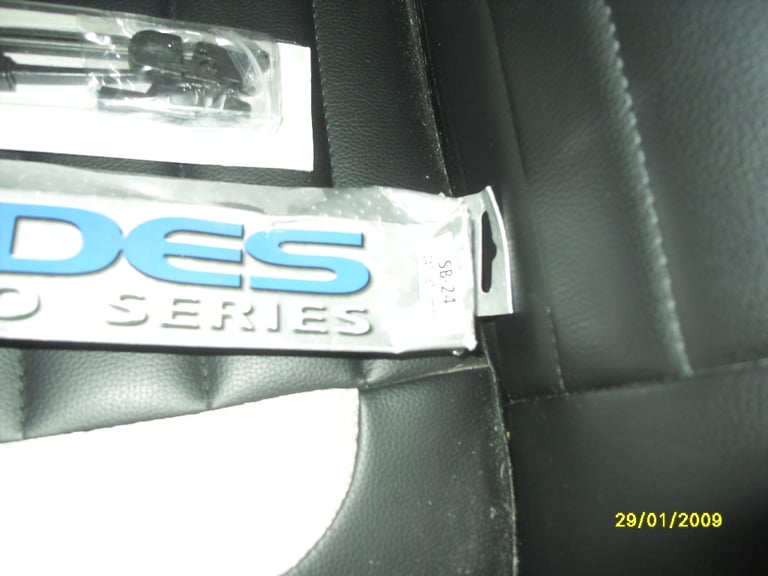 DES
O SERIES
SB-24
29/01/2009